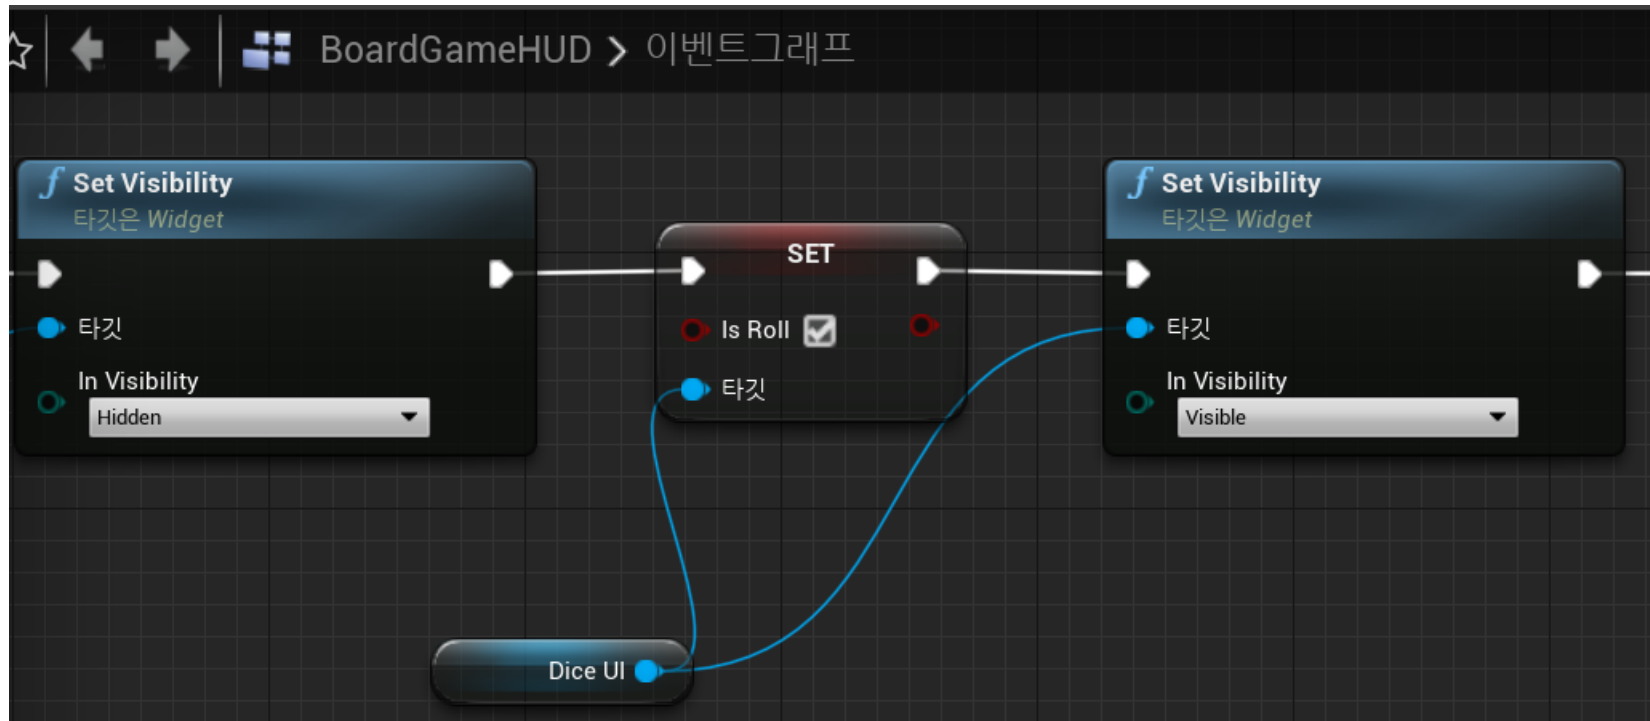 BoardGameHUD > 이벤트그래프
f Set Visibility
타깃은 Widget
타깃
In Visibility
Hidden
SET
Is Roll
타깃
f Set Visibility
타깃은 Widget
타깃
In Visibility
Visible
Dice UI